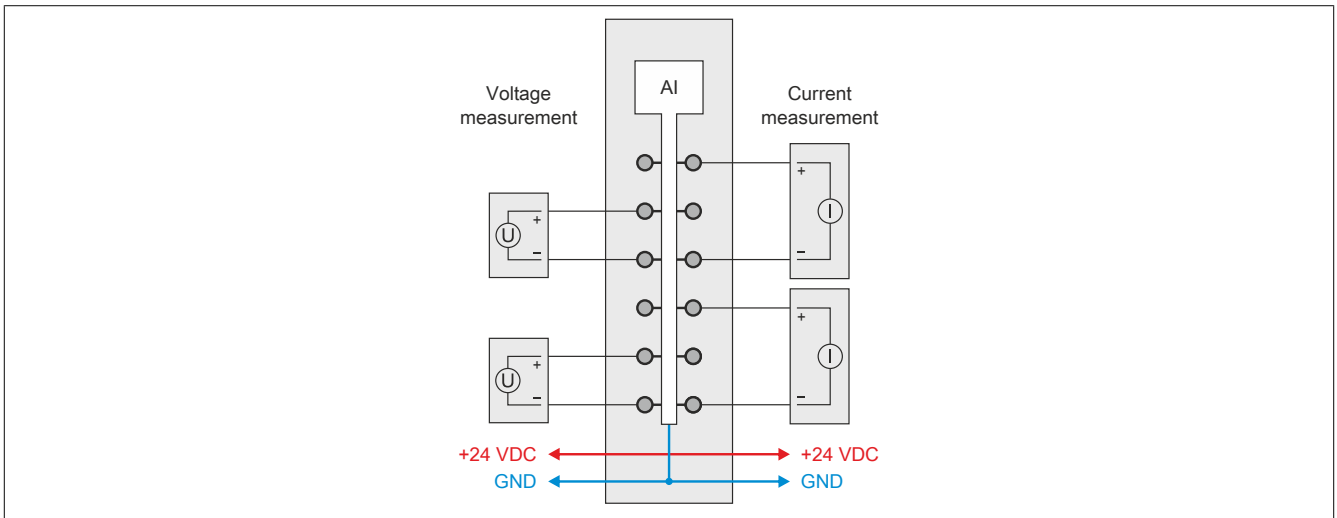 AI
Voltage
measurement
Current
measurement
+
I
−
+
U
−
+
I
−
+
U
−
+24 VDC
+24 VDC
GND
GND